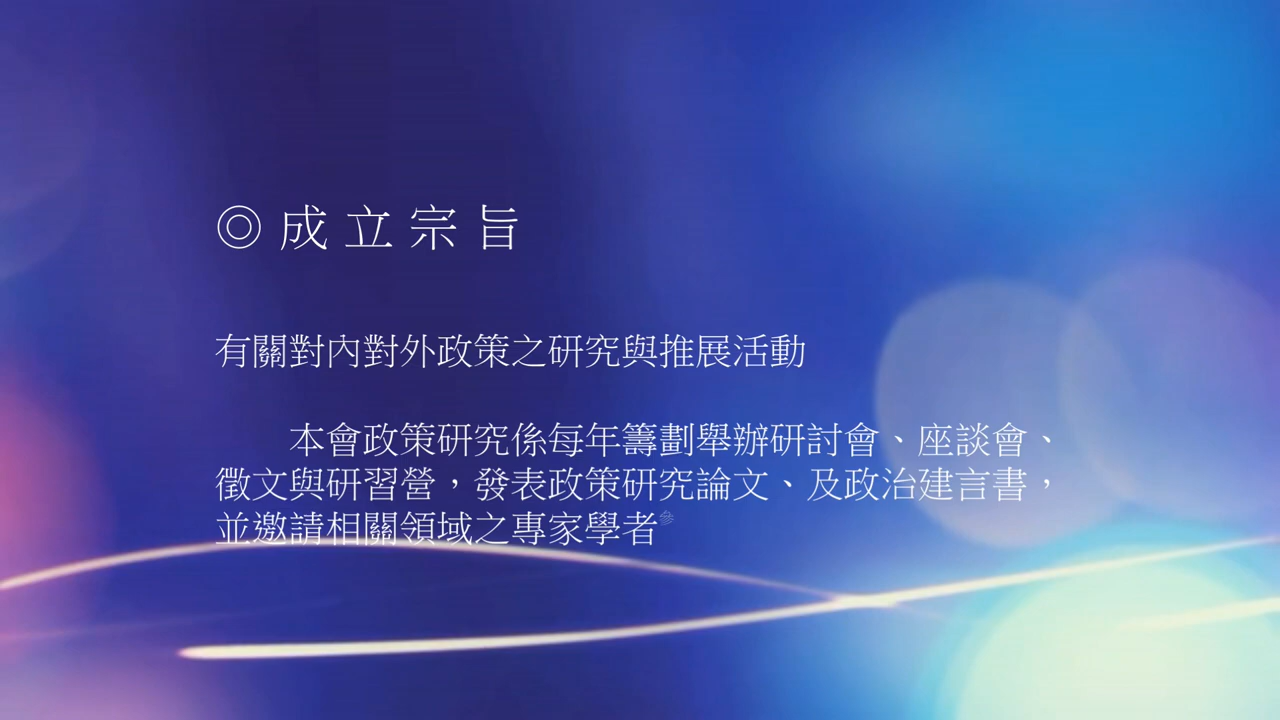 ◎成立宗旨
有關對內對外政策之研究與推展活動
本會政策研究係每年籌劃舉辦研討會、座談會、
徵文與研習營，發表政策研究論文、及政治建言書，
並邀請相關領域之專家學者參